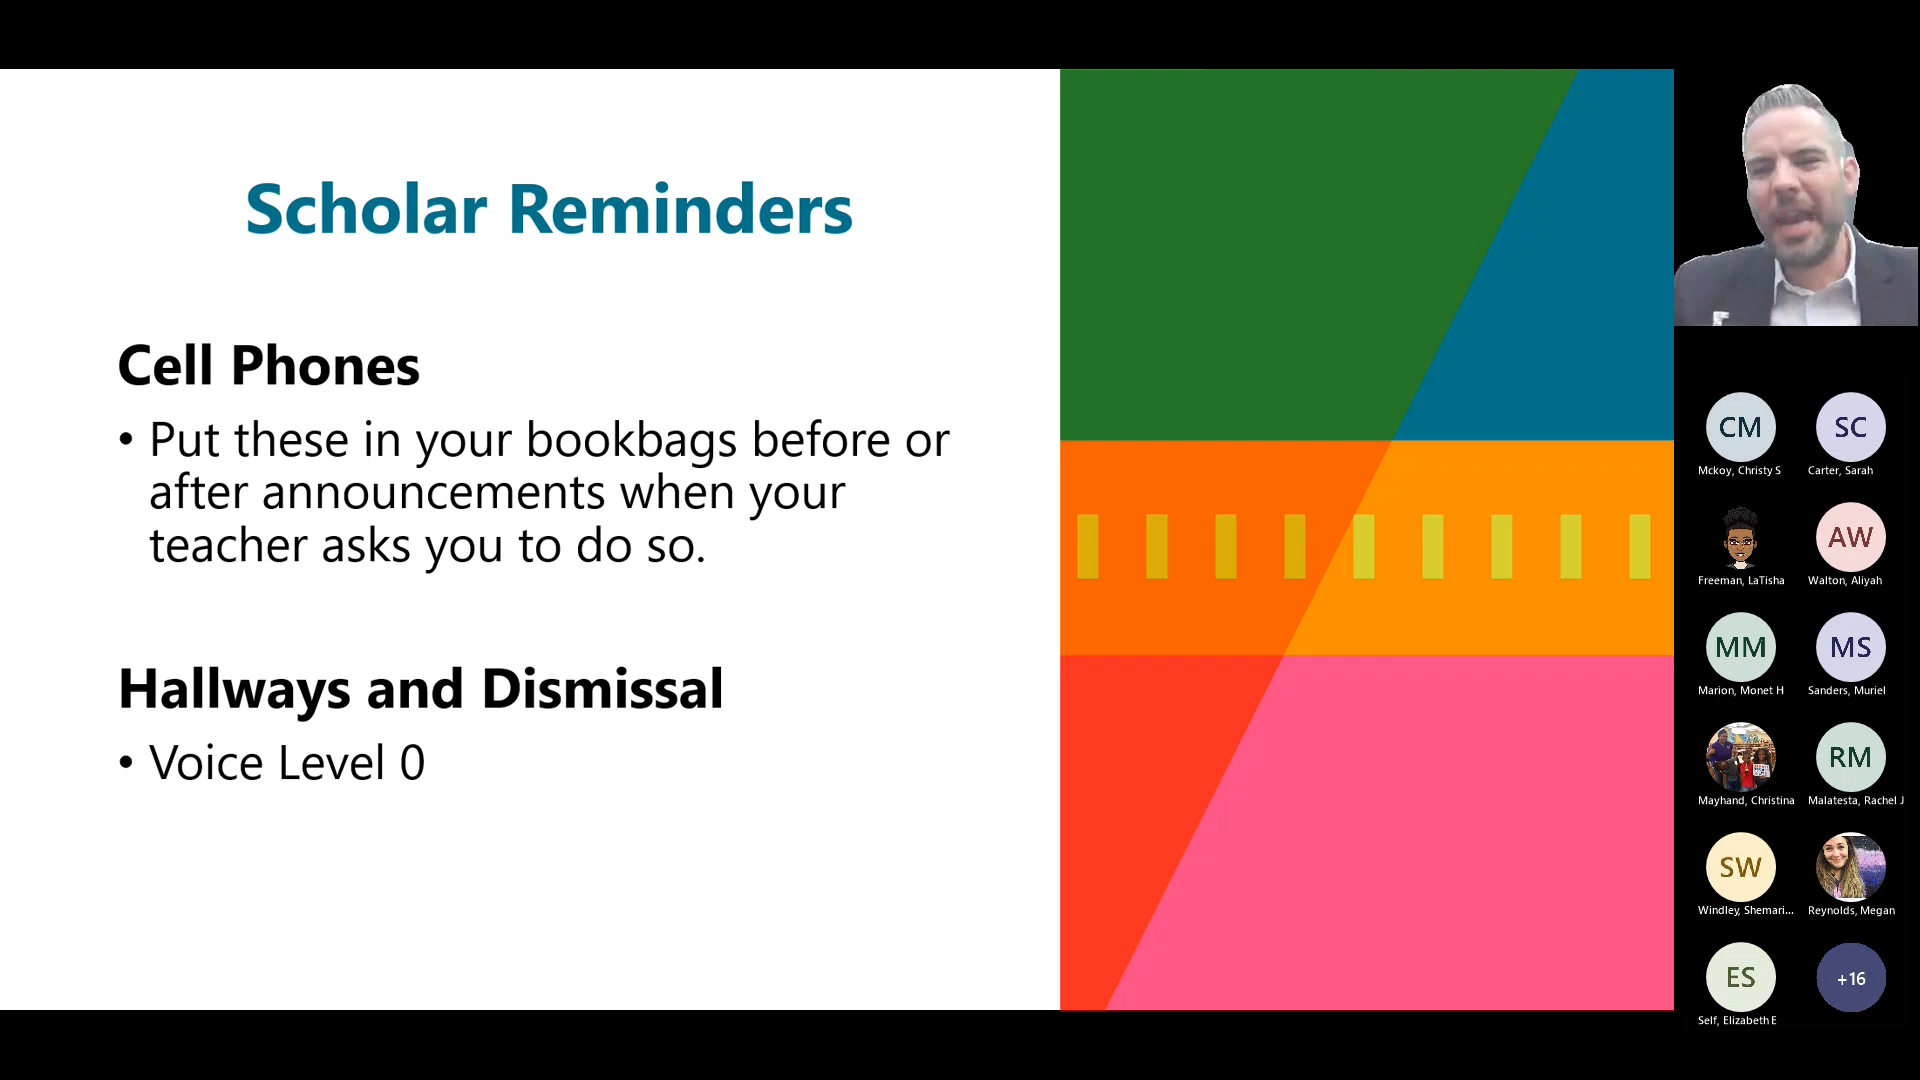 Scholar Reminders
Cell Phones
• Put these in your bookbags before or
after announcements when your
teacher asks you to do so.
Hallways and Dismissal
• Voice Level 0
CM
SC
Mckoy, Christy S
Carter, Sarah
AW
Freeman, LaTisha
Walton, Aliyah
MM
MS
Marion, Monet H
Sanders, Muriel
RM
Mayhand, Christina
Malatesta, Rachel J
SW
Windley, Shemari...
Reynolds, Megan
ES
+16
Self, Elizabeth E